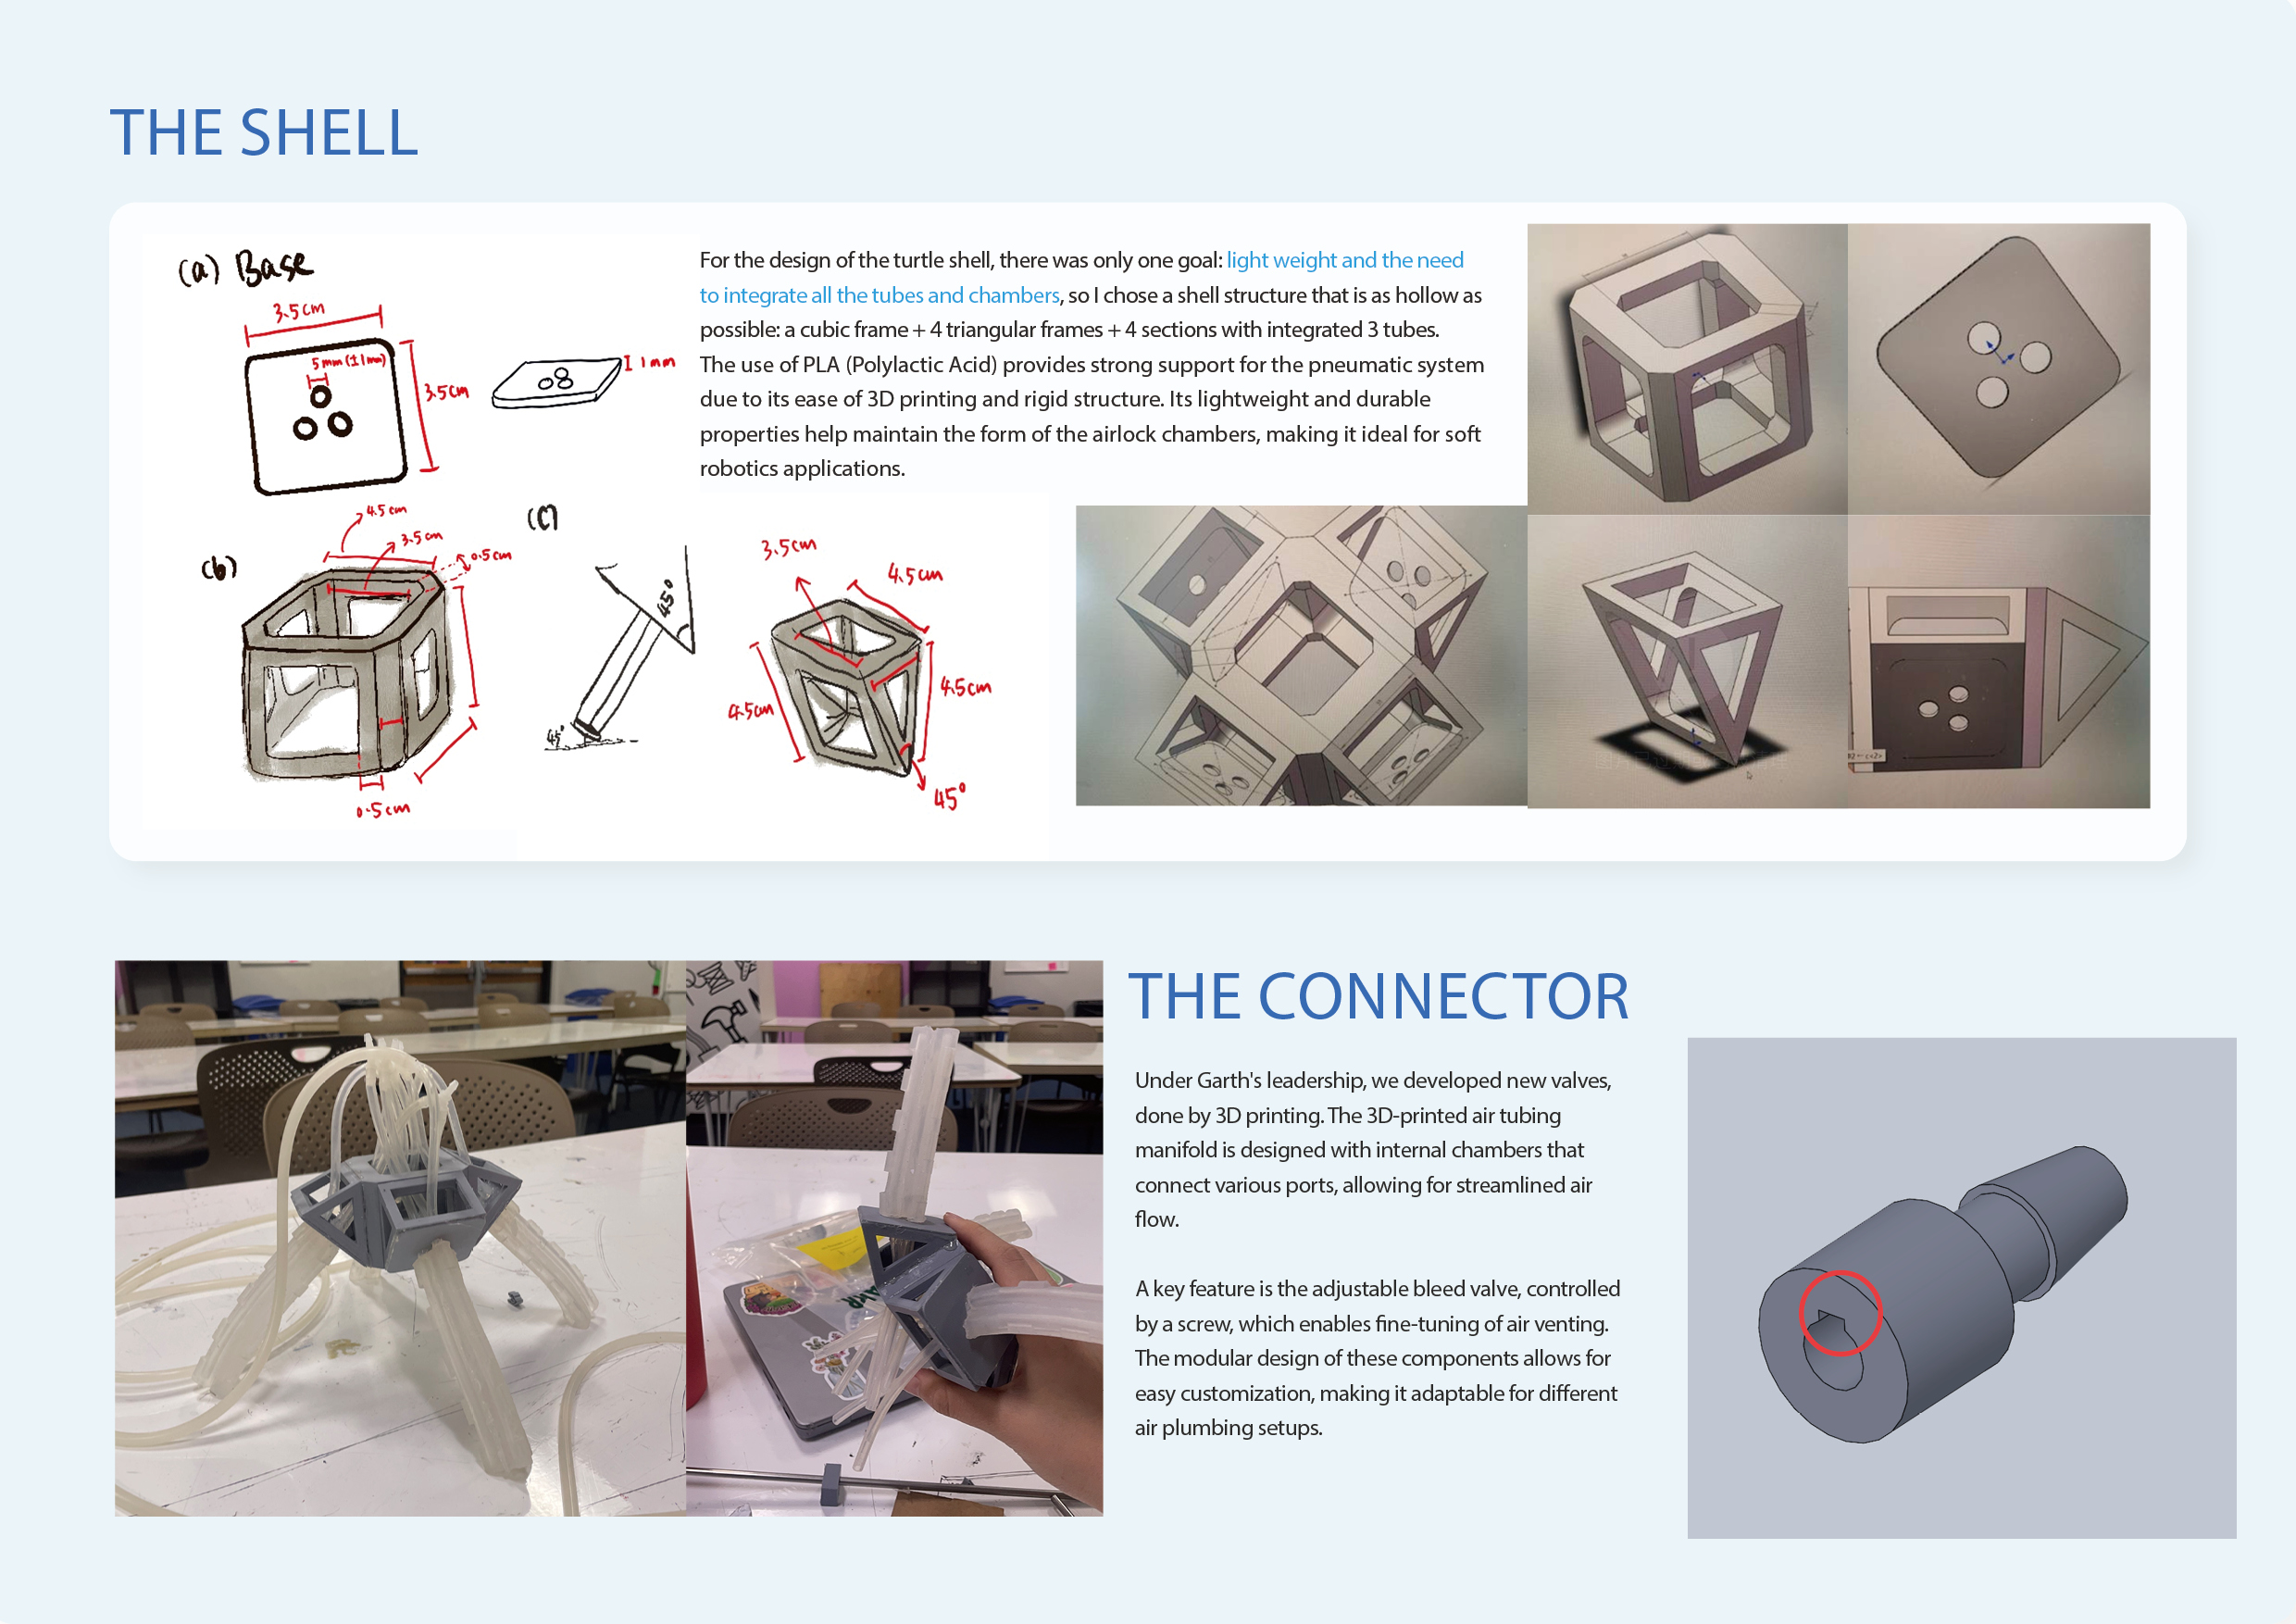 THE SHELL
(a) Base
3.5cm
5mm(±1mm)
3.5cm
1mm
For the design of the turtle shell, there was only one goal: light weight and the need
to integrate all the tubes and chambers, so I chose a shell structure that is as hollow as
possible: a cubic frame + 4 triangular frames + 4 sections with integrated 3 tubes.
The use of PLA (Polylactic Acid) provides strong support for the pneumatic system
due to its ease of 3D printing and rigid structure. Its lightweight and durable
properties help maintain the form of the airlock chambers, making it ideal for soft
robotics applications.
(b)
4.5cm
3.5cm
0.5cm
0.5cm
(c)
45°
45°
3.5cm
4.5cm
4.5cm
4.5cm
45°
THE CONNECTOR
Under Garth's leadership, we developed new valves,
done by 3D printing. The 3D-printed air tubing
manifold is designed with internal chambers that
connect various ports, allowing for streamlined air
flow.
A key feature is the adjustable bleed valve, controlled
by a screw, which enables fine-tuning of air venting.
The modular design of these components allows for
easy customization, making it adaptable for different
air plumbing setups.